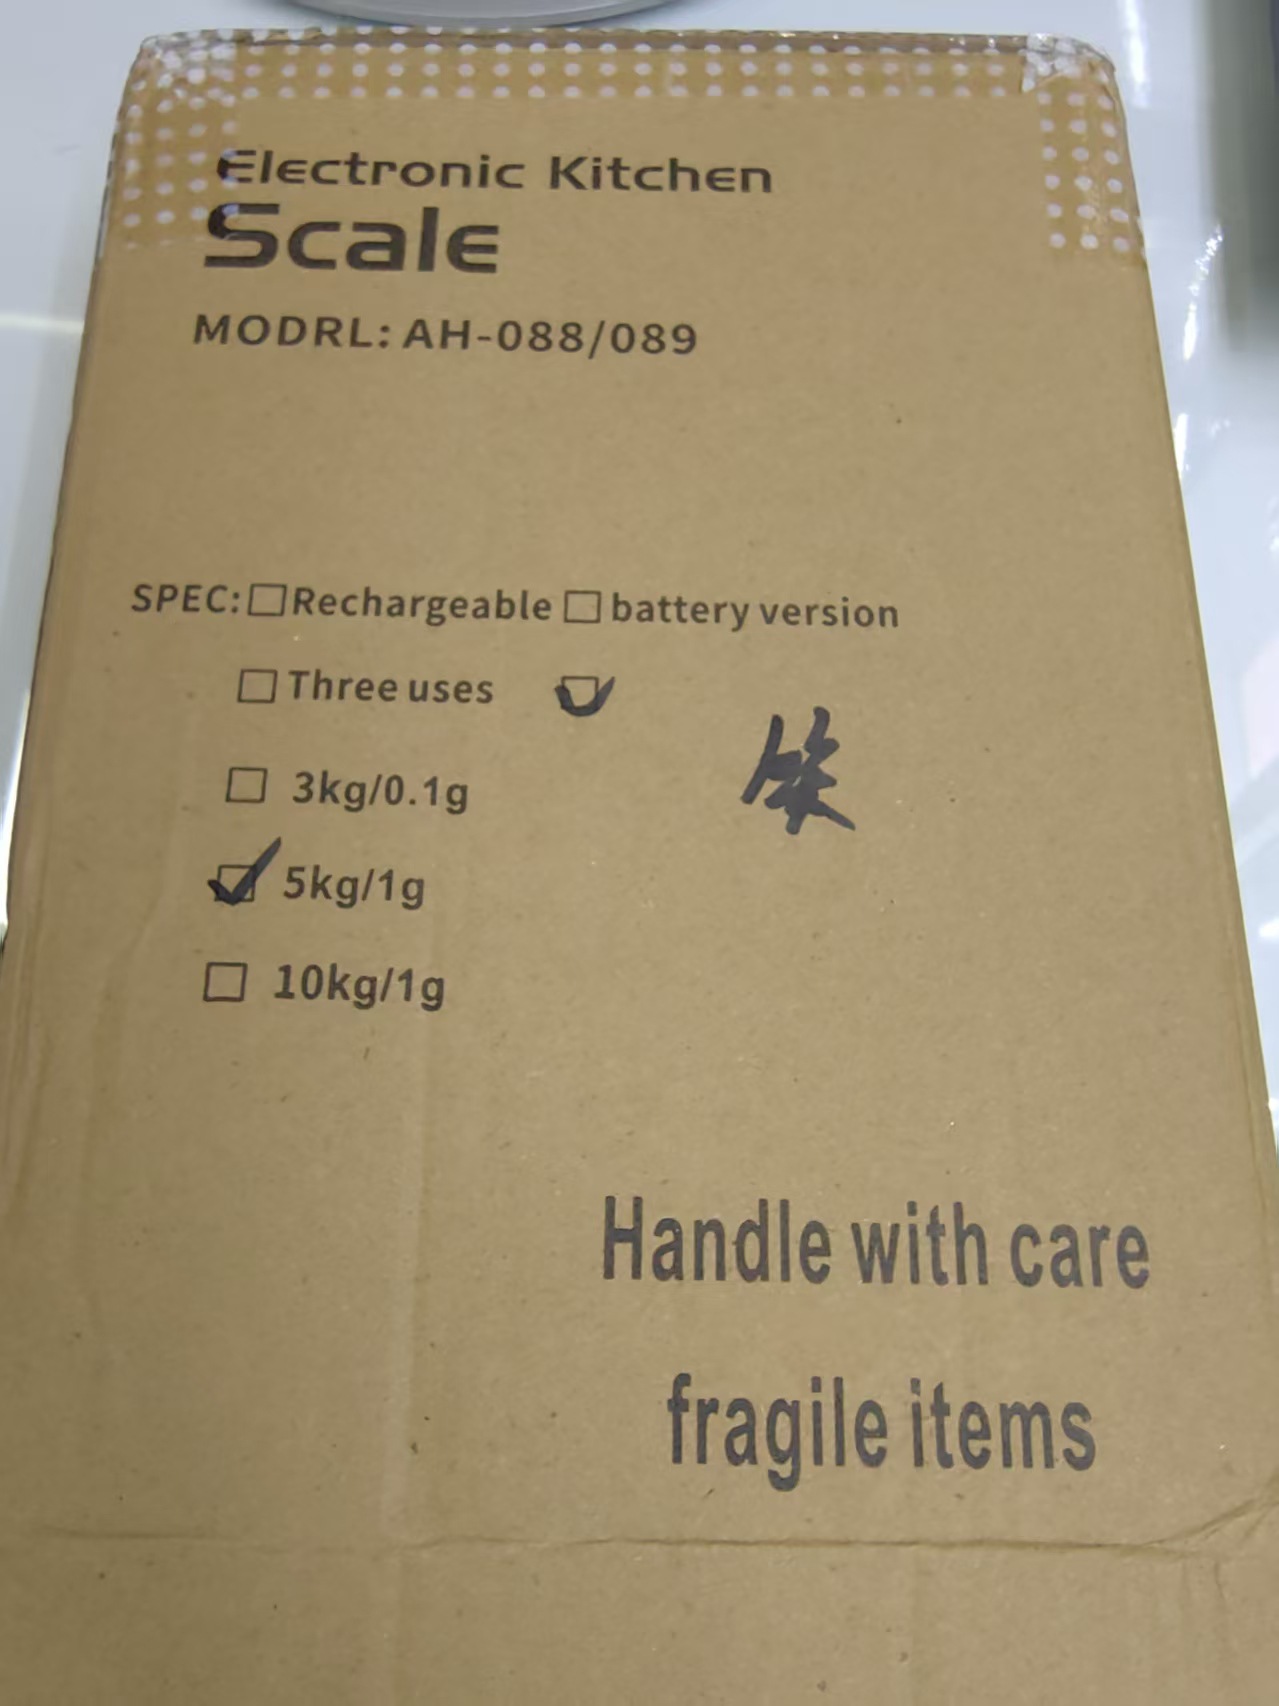 Electronic Kitchen
Scale
MODRL: AH-088/089
SPEC: ☐ Rechargeable ☐ battery version
☐ Three uses ☑
☐ 3kg/0.1g
☑ 5kg/1g
☐ 10kg/1g
Handle with care
fragile items